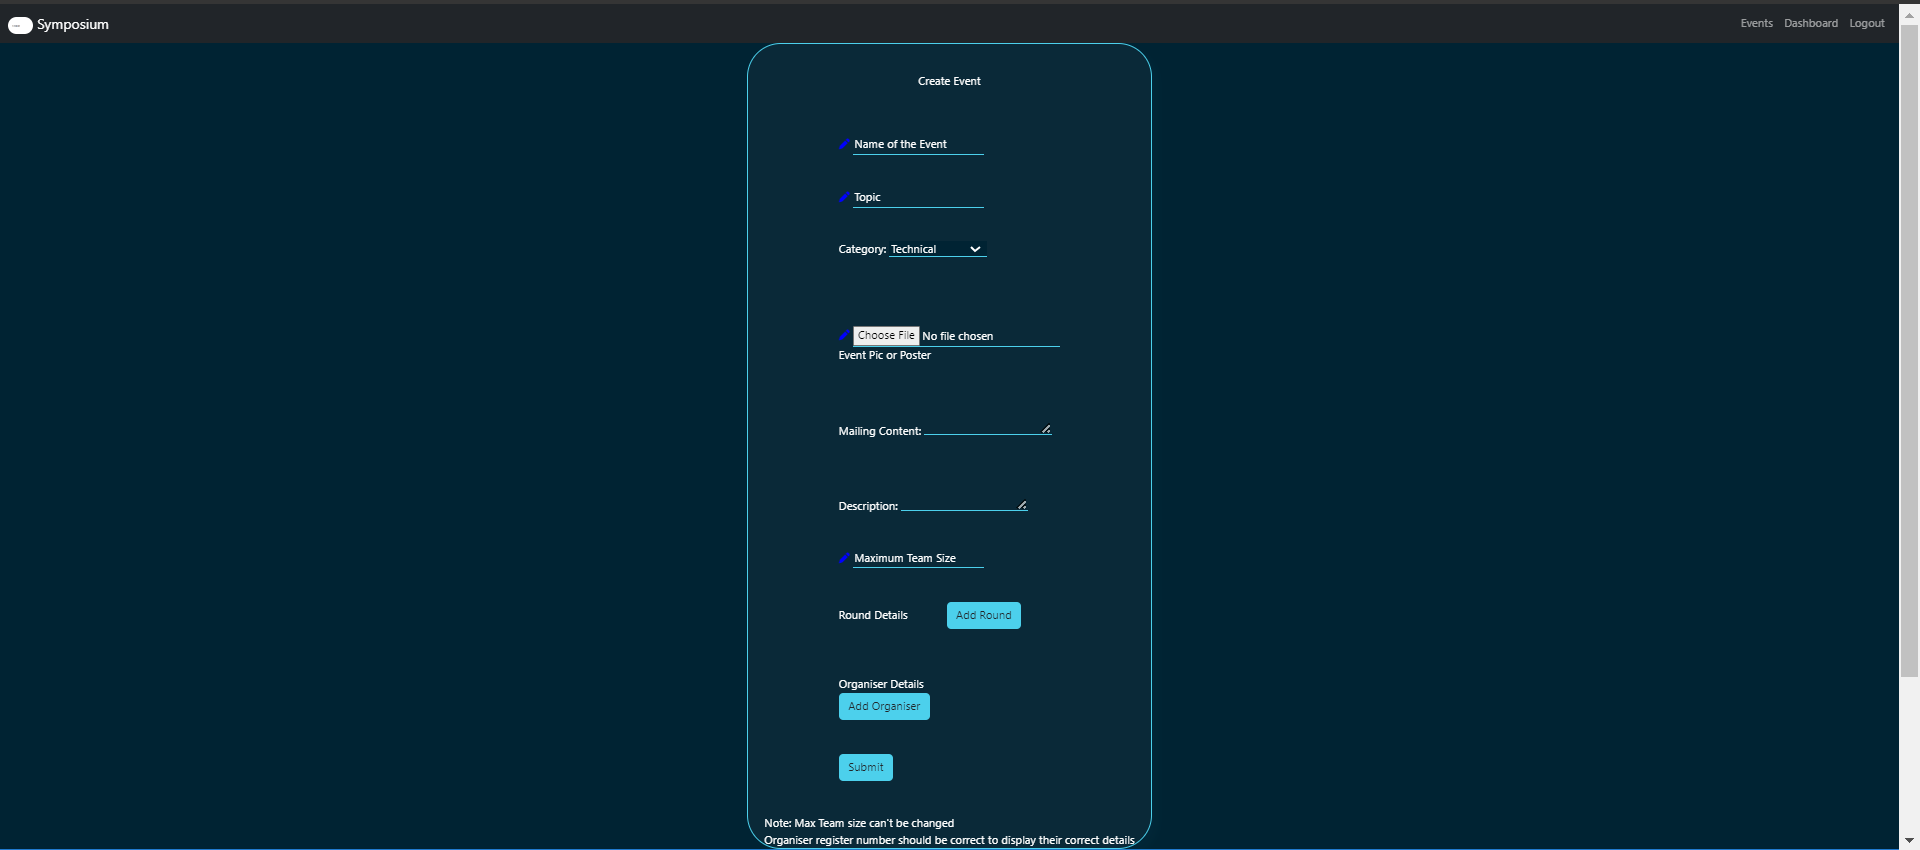 Symposium
Events Dashboard Logout
Create Event
Name of the Event
Topic
Category: Technical
Choose File No file chosen
Event Pic or Poster
Mailing Content:
Description:
Maximum Team Size
Round Details Add Round
Organiser Details
Add Organiser
Submit
Note: Max Team size can't be changed
Organiser register number should be correct to display their correct details